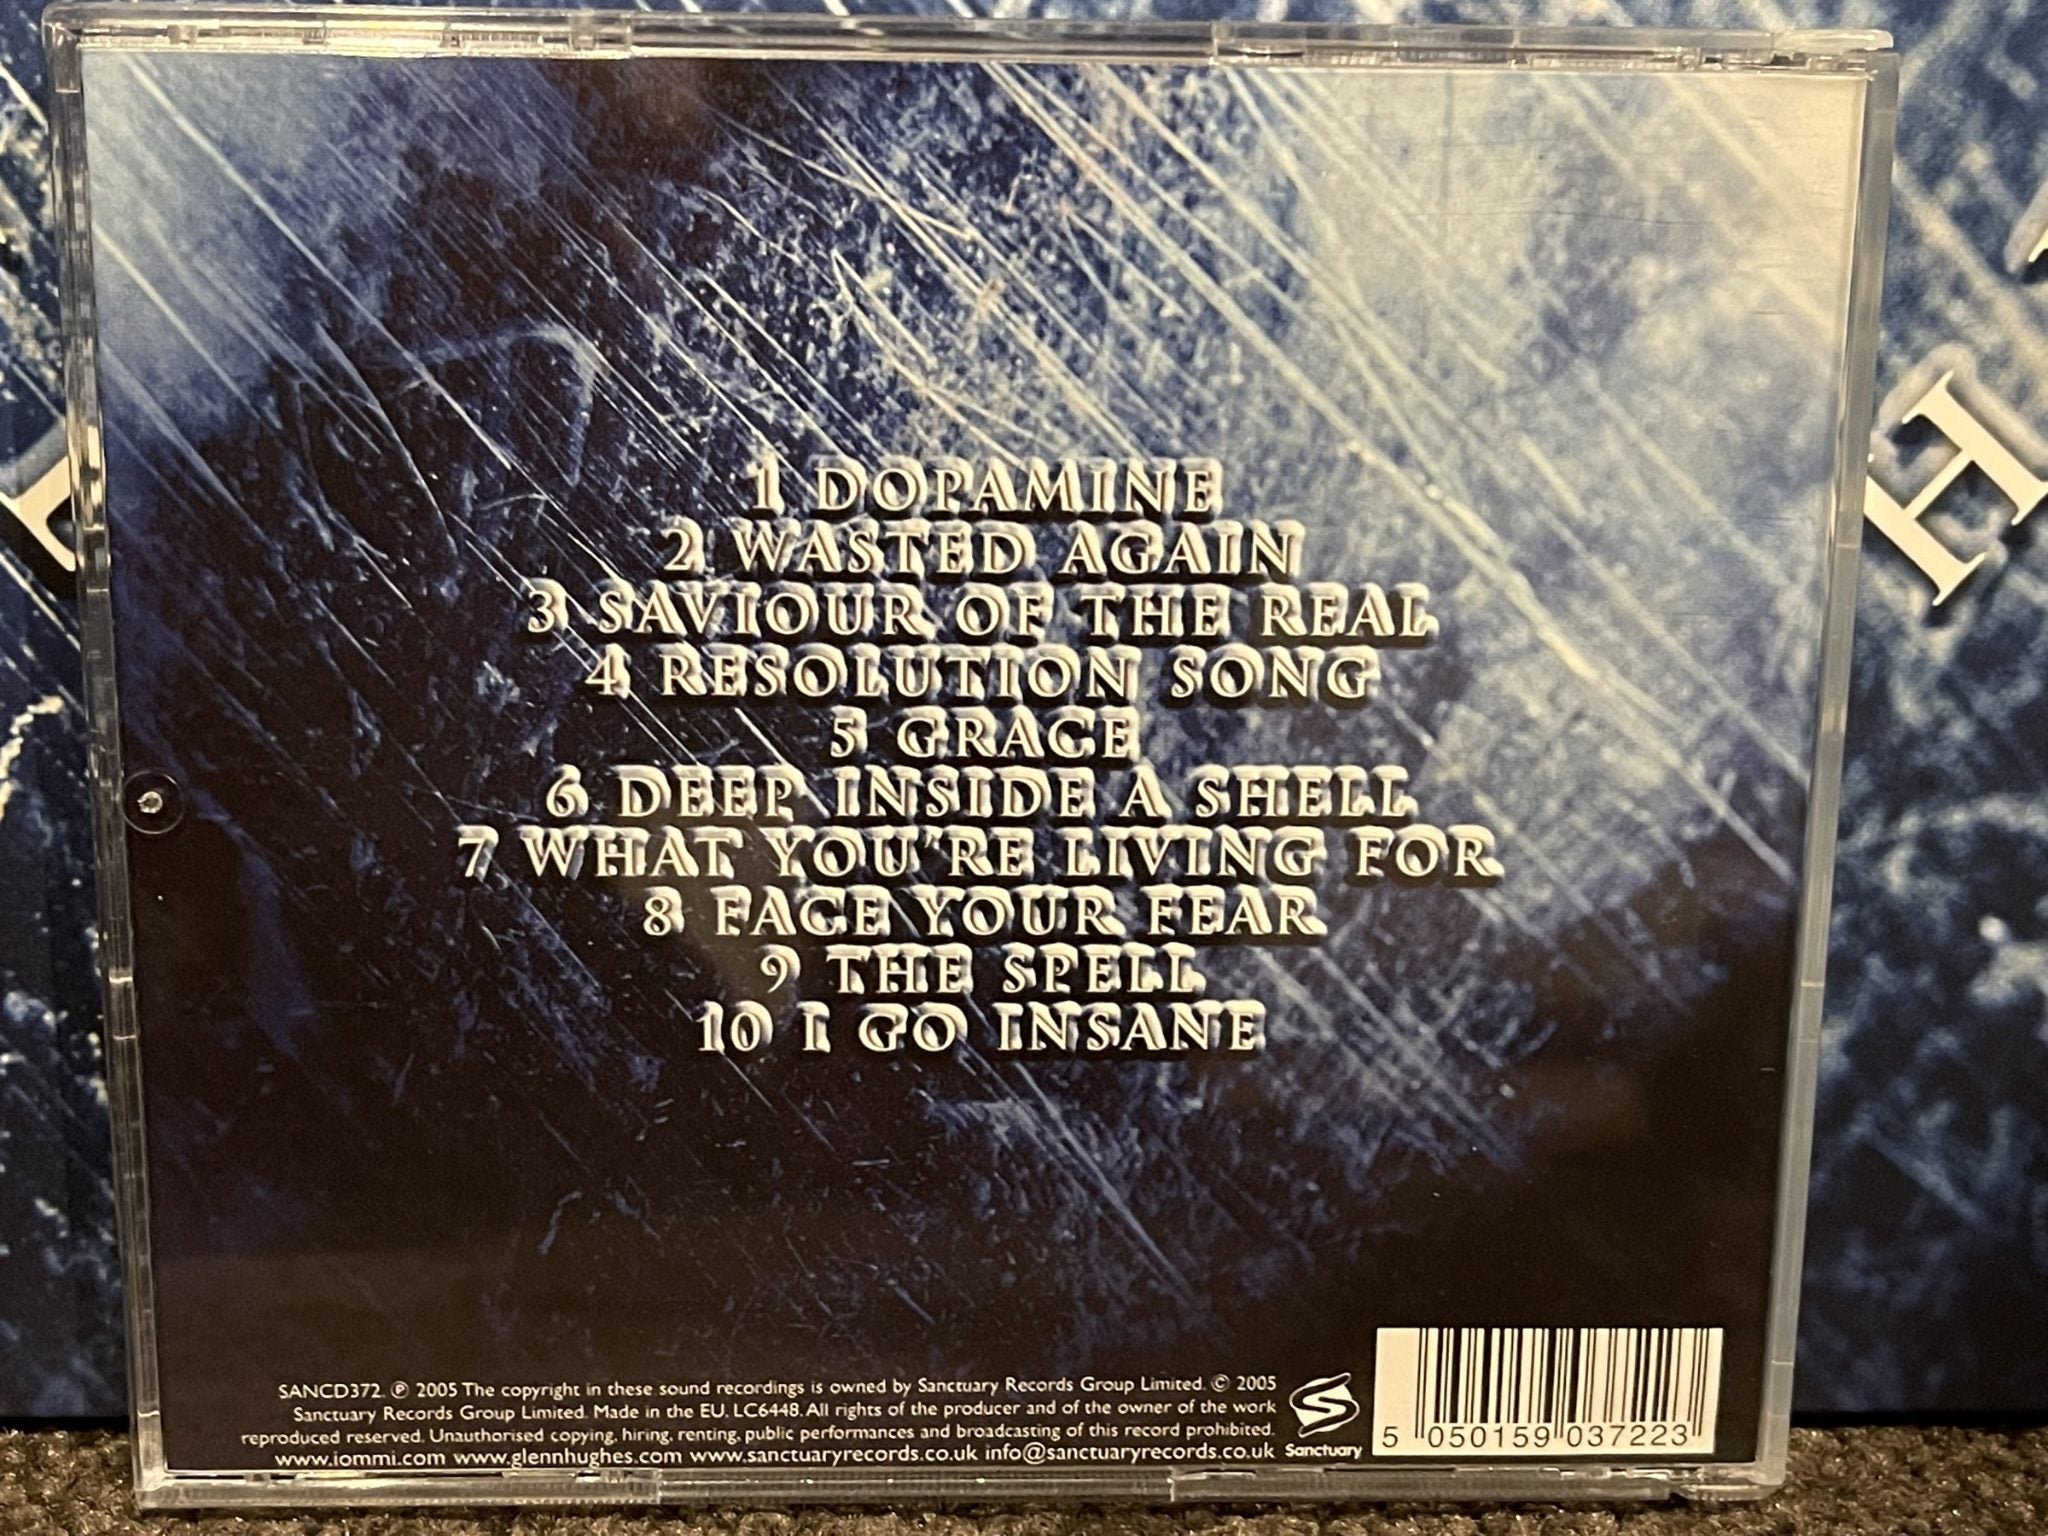 1 DOPAMINE
2 WASTED AGAIN
3 SAVIOUR OF THE REAL
4 RESOLUTION SONG
5 GRACE
6 DEEP INSIDE A SHELL
7 WHAT YOU'RE LIVING FOR
8 FACE YOUR FEAR
9 THE SPELL
10 I GO INSANE
SANCD372. ℗ 2005 The copyright in these sound recordings is owned by Sanctuary Records Group Limited. © 2005
Sanctuary Records Group Limited. Made in the EU. LC6448. All rights of the producer and of the owner of the work
reproduced reserved. Unauthorised copying, hiring, renting, public performances and broadcasting of this record prohibited.
www.iommi.com www.glennhughes.com www.sanctuaryrecords.co.uk info@sanctuaryrecords.co.uk
Sanctuary
5 050159 037223
H